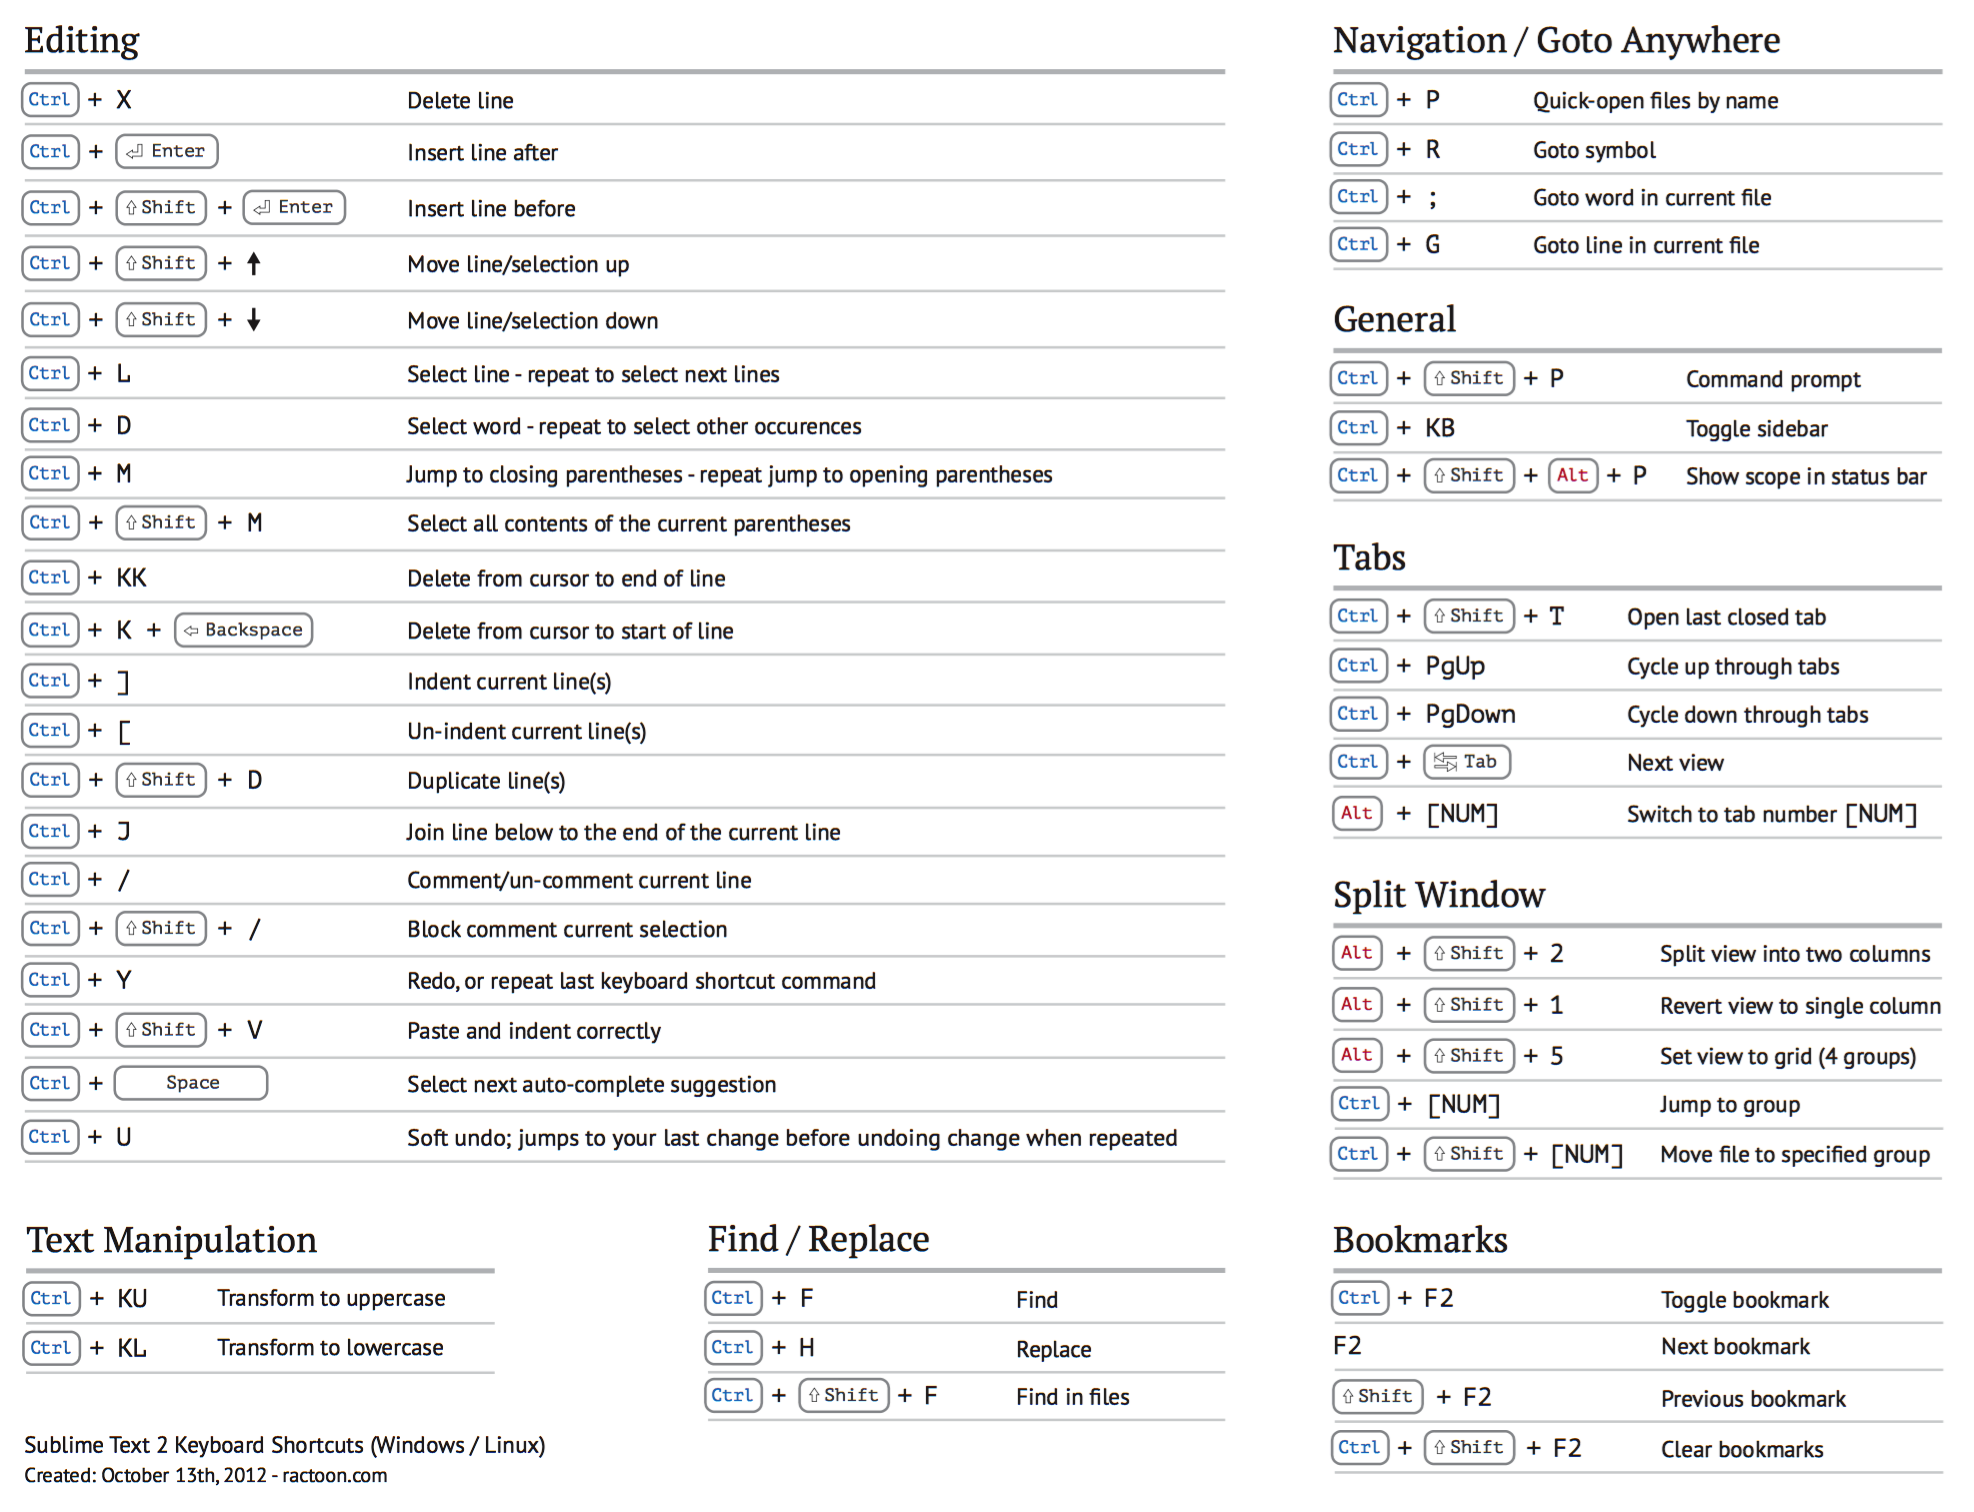 Editing
Ctrl + X Delete line
Ctrl + ⏎ Enter Insert line after
Ctrl + ⇧ Shift + ⏎ Enter Insert line before
Ctrl + ⇧ Shift + ↑ Move line/selection up
Ctrl + ⇧ Shift + ↓ Move line/selection down
Ctrl + L Select line - repeat to select next lines
Ctrl + D Select word - repeat to select other occurences
Ctrl + M Jump to closing parentheses - repeat jump to opening parentheses
Ctrl + ⇧ Shift + M Select all contents of the current parentheses
Ctrl + KK Delete from cursor to end of line
Ctrl + K + ⇦ Backspace Delete from cursor to start of line
Ctrl + ] Indent current line(s)
Ctrl + [ Un-indent current line(s)
Ctrl + ⇧ Shift + D Duplicate line(s)
Ctrl + J Join line below to the end of the current line
Ctrl + / Comment/un-comment current line
Ctrl + ⇧ Shift + / Block comment current selection
Ctrl + Y Redo, or repeat last keyboard shortcut command
Ctrl + ⇧ Shift + V Paste and indent correctly
Ctrl + Space Select next auto-complete suggestion
Ctrl + U Soft undo; jumps to your last change before undoing change when repeated
Navigation / Goto Anywhere
Ctrl + P Quick-open files by name
Ctrl + R Goto symbol
Ctrl + ; Goto word in current file
Ctrl + G Goto line in current file
General
Ctrl + ⇧ Shift + P Command prompt
Ctrl + KB Toggle sidebar
Ctrl + ⇧ Shift + Alt + P Show scope in status bar
Tabs
Ctrl + ⇧ Shift + T Open last closed tab
Ctrl + PgUp Cycle up through tabs
Ctrl + PgDown Cycle down through tabs
Ctrl + ↹ Tab Next view
Alt + [NUM] Switch to tab number [NUM]
Split Window
Alt + ⇧ Shift + 2 Split view into two columns
Alt + ⇧ Shift + 1 Revert view to single column
Alt + ⇧ Shift + 5 Set view to grid (4 groups)
Ctrl + [NUM] Jump to group
Ctrl + ⇧ Shift + [NUM] Move file to specified group
Text Manipulation
Ctrl + KU Transform to uppercase
Ctrl + KL Transform to lowercase
Find / Replace
Ctrl + F Find
Ctrl + H Replace
Ctrl + ⇧ Shift + F Find in files
Bookmarks
Ctrl + F2 Toggle bookmark
F2 Next bookmark
⇧ Shift + F2 Previous bookmark
Ctrl + ⇧ Shift + F2 Clear bookmarks
Sublime Text 2 Keyboard Shortcuts (Windows / Linux)
Created: October 13th, 2012 - ractoon.com